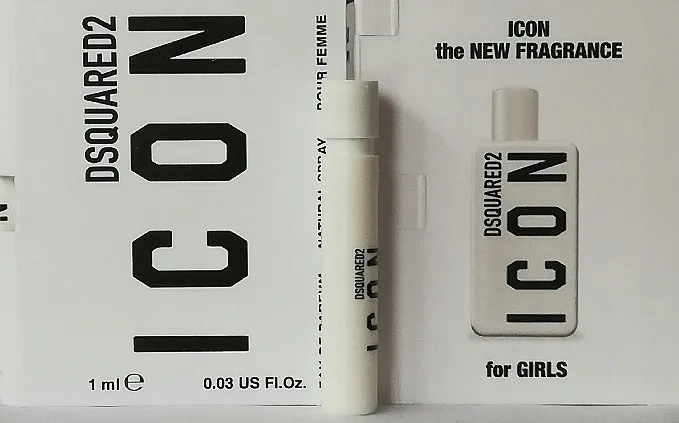 DSQUARED2
ICON
1 ml e
0.03 US Fl.Oz.
POUR FEMME
NATURAL SPRAY
EAU DE PARFUM
DSQUARED2
ICON
ICON
the NEW FRAGRANCE
DSQUARED2
ICON
for GIRLS
N